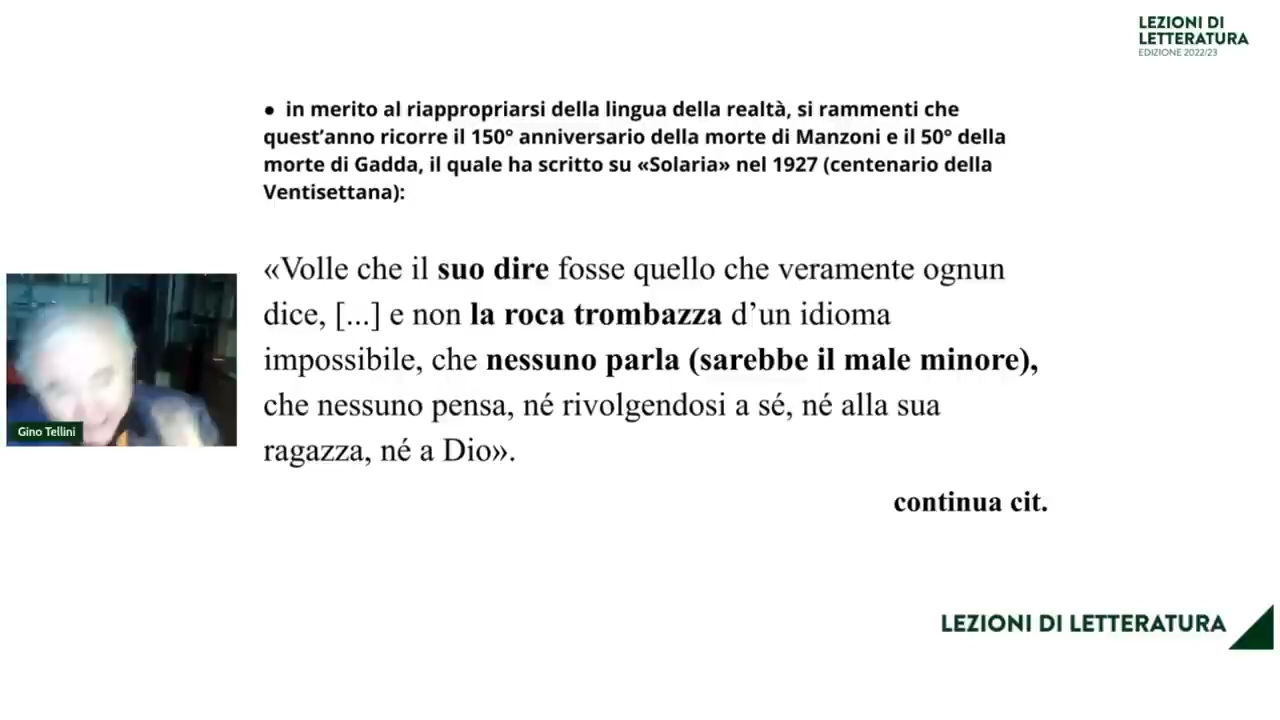 LEZIONI DI
LETTERATURA
EDIZIONE 2022/23
● in merito al riappropriarsi della lingua della realtà, si rammenti che
quest’anno ricorre il 150° anniversario della morte di Manzoni e il 50° della
morte di Gadda, il quale ha scritto su «Solaria» nel 1927 (centenario della
Ventisettana):
«Volle che il suo dire fosse quello che veramente ognun
dice, [...] e non la roca trombazza d’un idioma
impossibile, che nessuno parla (sarebbe il male minore),
che nessuno pensa, né rivolgendosi a sé, né alla sua
ragazza, né a Dio».
continua cit.
Gino Tellini
LEZIONI DI LETTERATURA